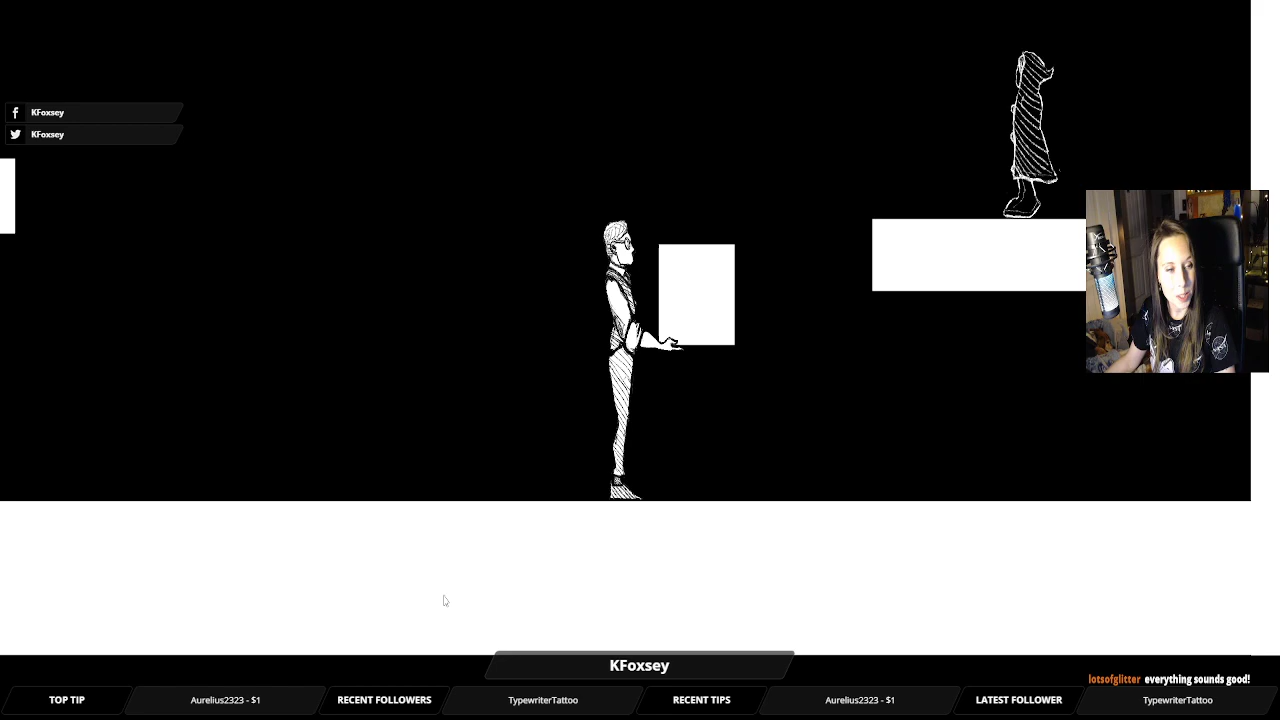 KFoxsey
KFoxsey
KFoxsey
lotsofglitter everything sounds good!
TOP TIP Aurelius2323 - $1 RECENT FOLLOWERS TypewriterTattoo RECENT TIPS Aurelius2323 - $1 LATEST FOLLOWER TypewriterTattoo